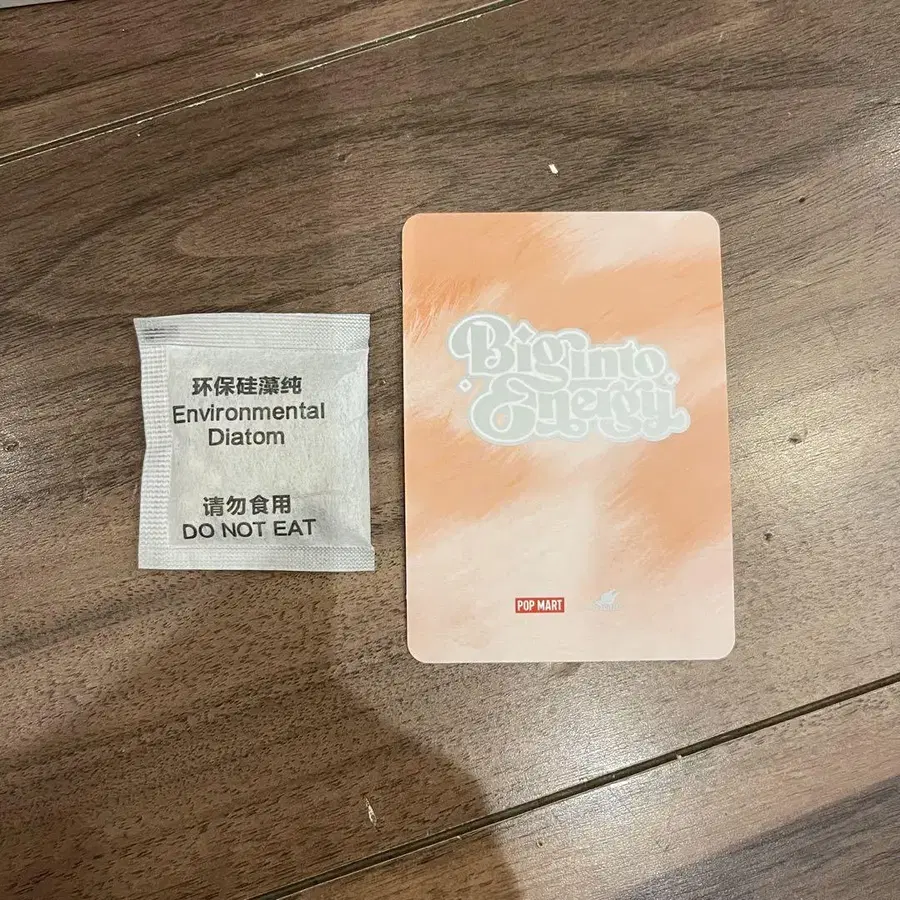 环保硅藻纯
Environmental
Diatom
请勿食用
DO NOT EAT
Big into
Energy
POP MART